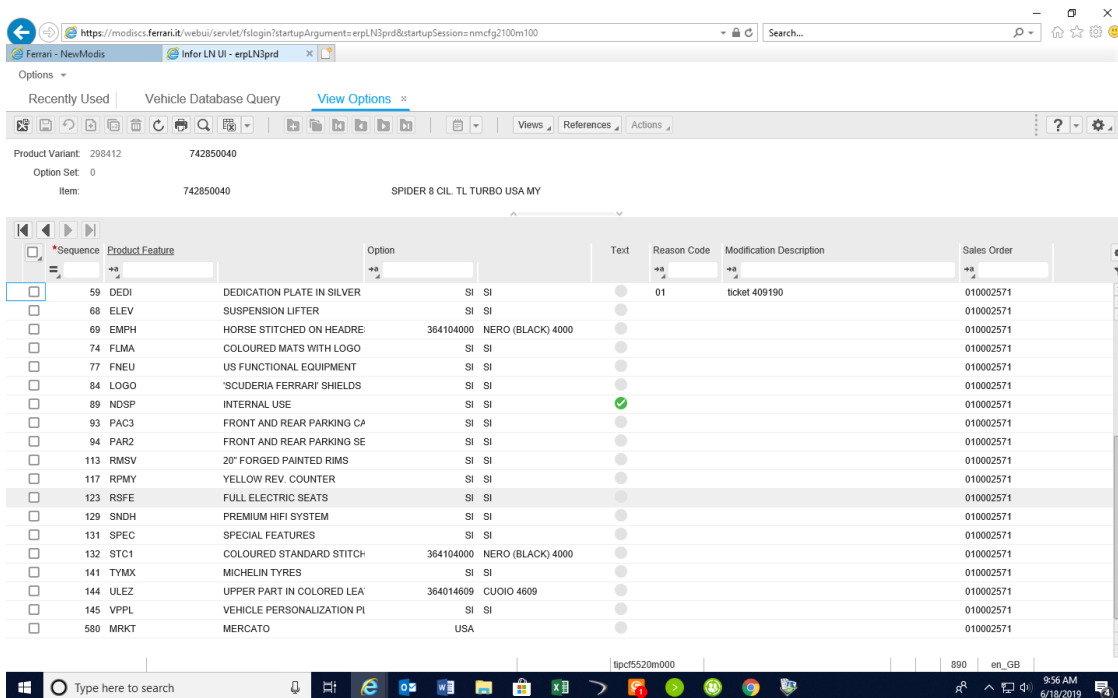 https://modiscs.ferrari.it/webui/servlet/fslogin?startupArgument=erpLN3prd&startupSession=nmcfg2100m100 Search...
Ferrari - NewModis Infor LN UI - erpLN3prd
Options
Recently Used Vehicle Database Query View Options
Views References Actions
Product Variant: 298412 742850040
Option Set: 0
Item: 742850040 SPIDER 8 CIL. TL TURBO USA MY
*Sequence Product Feature Option Text Reason Code Modification Description Sales Order
59 DEDI DEDICATION PLATE IN SILVER SI SI 01 ticket 409190 010002571
68 ELEV SUSPENSION LIFTER SI SI 010002571
69 EMPH HORSE STITCHED ON HEADRE 364104000 NERO (BLACK) 4000 010002571
74 FLMA COLOURED MATS WITH LOGO SI SI 010002571
77 FNEU US FUNCTIONAL EQUIPMENT SI SI 010002571
84 LOGO 'SCUDERIA FERRARI' SHIELDS SI SI 010002571
89 NDSP INTERNAL USE SI SI 010002571
93 PAC3 FRONT AND REAR PARKING CA SI SI 010002571
94 PAR2 FRONT AND REAR PARKING SE SI SI 010002571
113 RMSV 20" FORGED PAINTED RIMS SI SI 010002571
117 RPMY YELLOW REV. COUNTER SI SI 010002571
123 RSFE FULL ELECTRIC SEATS SI SI 010002571
129 SNDH PREMIUM HIFI SYSTEM SI SI 010002571
131 SPEC SPECIAL FEATURES SI SI 010002571
132 STC1 COLOURED STANDARD STITCH 364104000 NERO (BLACK) 4000 010002571
141 TYMX MICHELIN TYRES SI SI 010002571
144 ULEZ UPPER PART IN COLORED LEA 364014609 CUOIO 4609 010002571
145 VPPL VEHICLE PERSONALIZATION PL SI SI 010002571
580 MRKT MERCATO USA 010002571
tipcf5520m000 890 en_GB
Type here to search 9:56 AM
6/18/2019